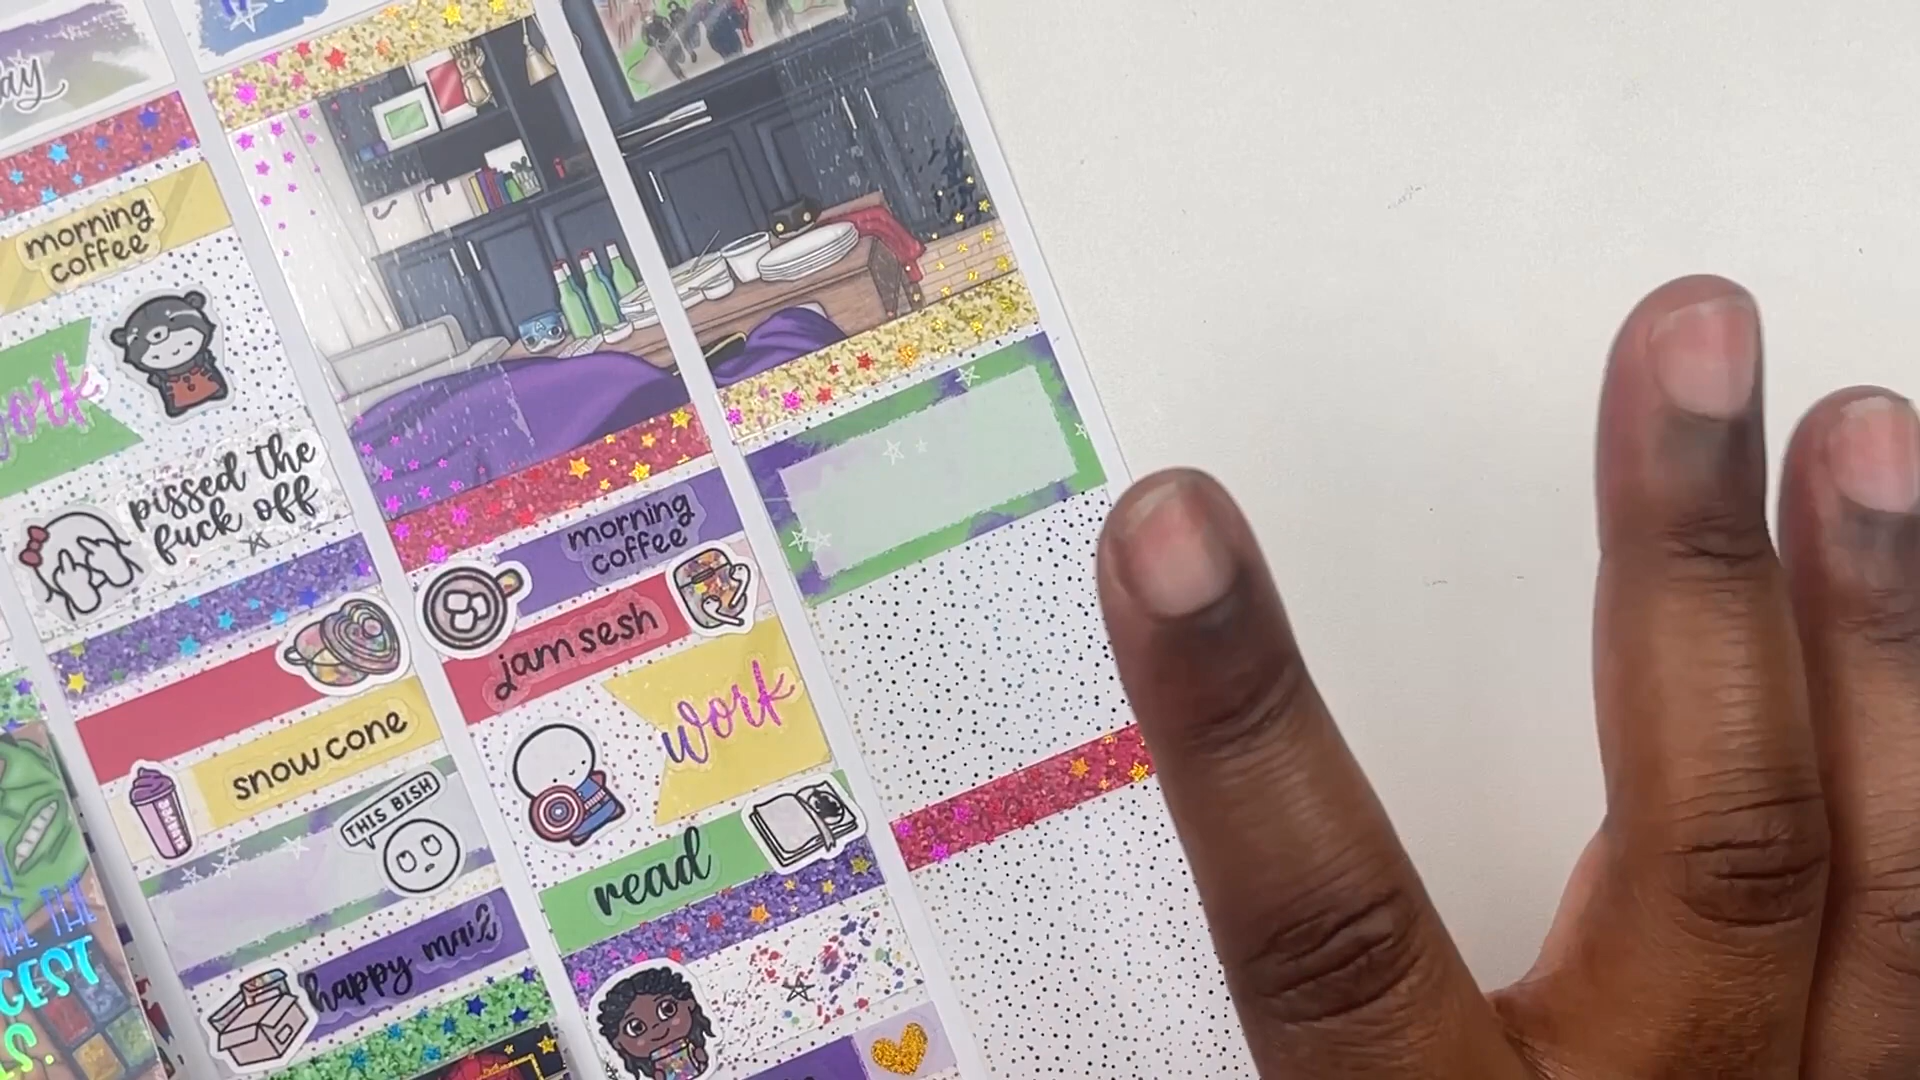 ay
morning
coffee
work
pissed the
fuck off
snow cone
THIS BISH
happy mail
morning
coffee
jam sesh
work
read